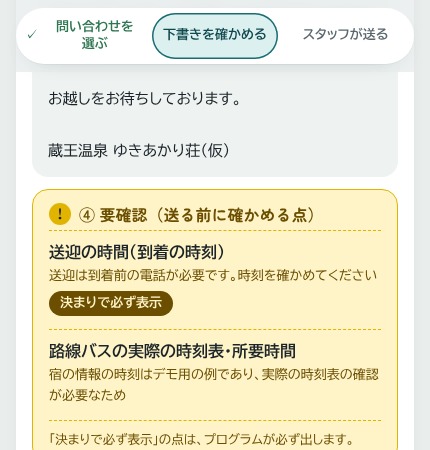 ✓ 問い合わせを
選ぶ
下書きを確かめる
スタッフが送る
お越しをお待ちしております。
蔵王温泉 ゆきあかり荘（仮）
! ④ 要確認（送る前に確かめる点）
送迎の時間（到着の時刻）
送迎は到着前の電話が必要です。時刻を確かめてください
決まりで必ず表示
路線バスの実際の時刻表・所要時間
宿の情報の時刻はデモ用の例であり、実際の時刻表の確認
が必要なため
「決まりで必ず表示」の点は、プログラムが必ず出します。